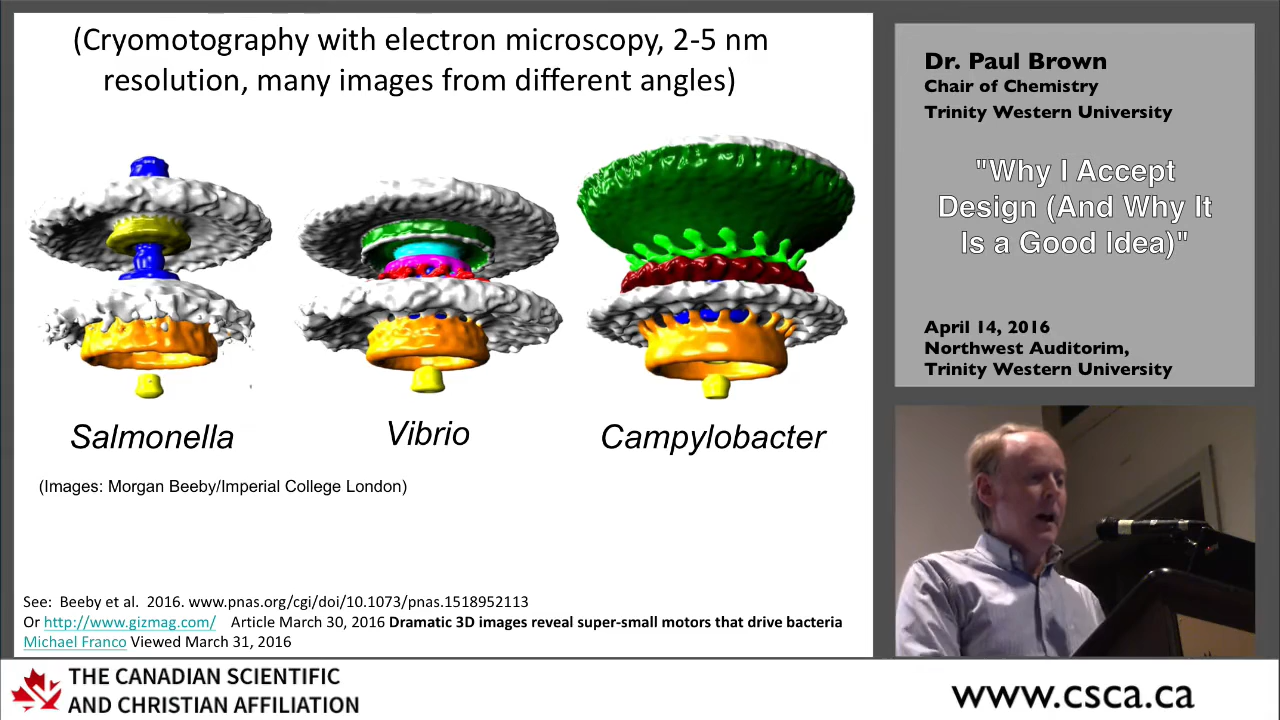 (Cryomotography with electron microscopy, 2-5 nm
resolution, many images from different angles)
Salmonella
Vibrio
Campylobacter
(Images: Morgan Beeby/Imperial College London)
See: Beeby et al. 2016. www.pnas.org/cgi/doi/10.1073/pnas.1518952113
Or http://www.gizmag.com/ Article March 30, 2016 Dramatic 3D images reveal super-small motors that drive bacteria
Michael Franco Viewed March 31, 2016
Dr. Paul Brown
Chair of Chemistry
Trinity Western University
"Why I Accept
Design (And Why It
Is a Good Idea)"
April 14, 2016
Northwest Auditorim,
Trinity Western University
THE CANADIAN SCIENTIFIC
AND CHRISTIAN AFFILIATION
www.csca.ca